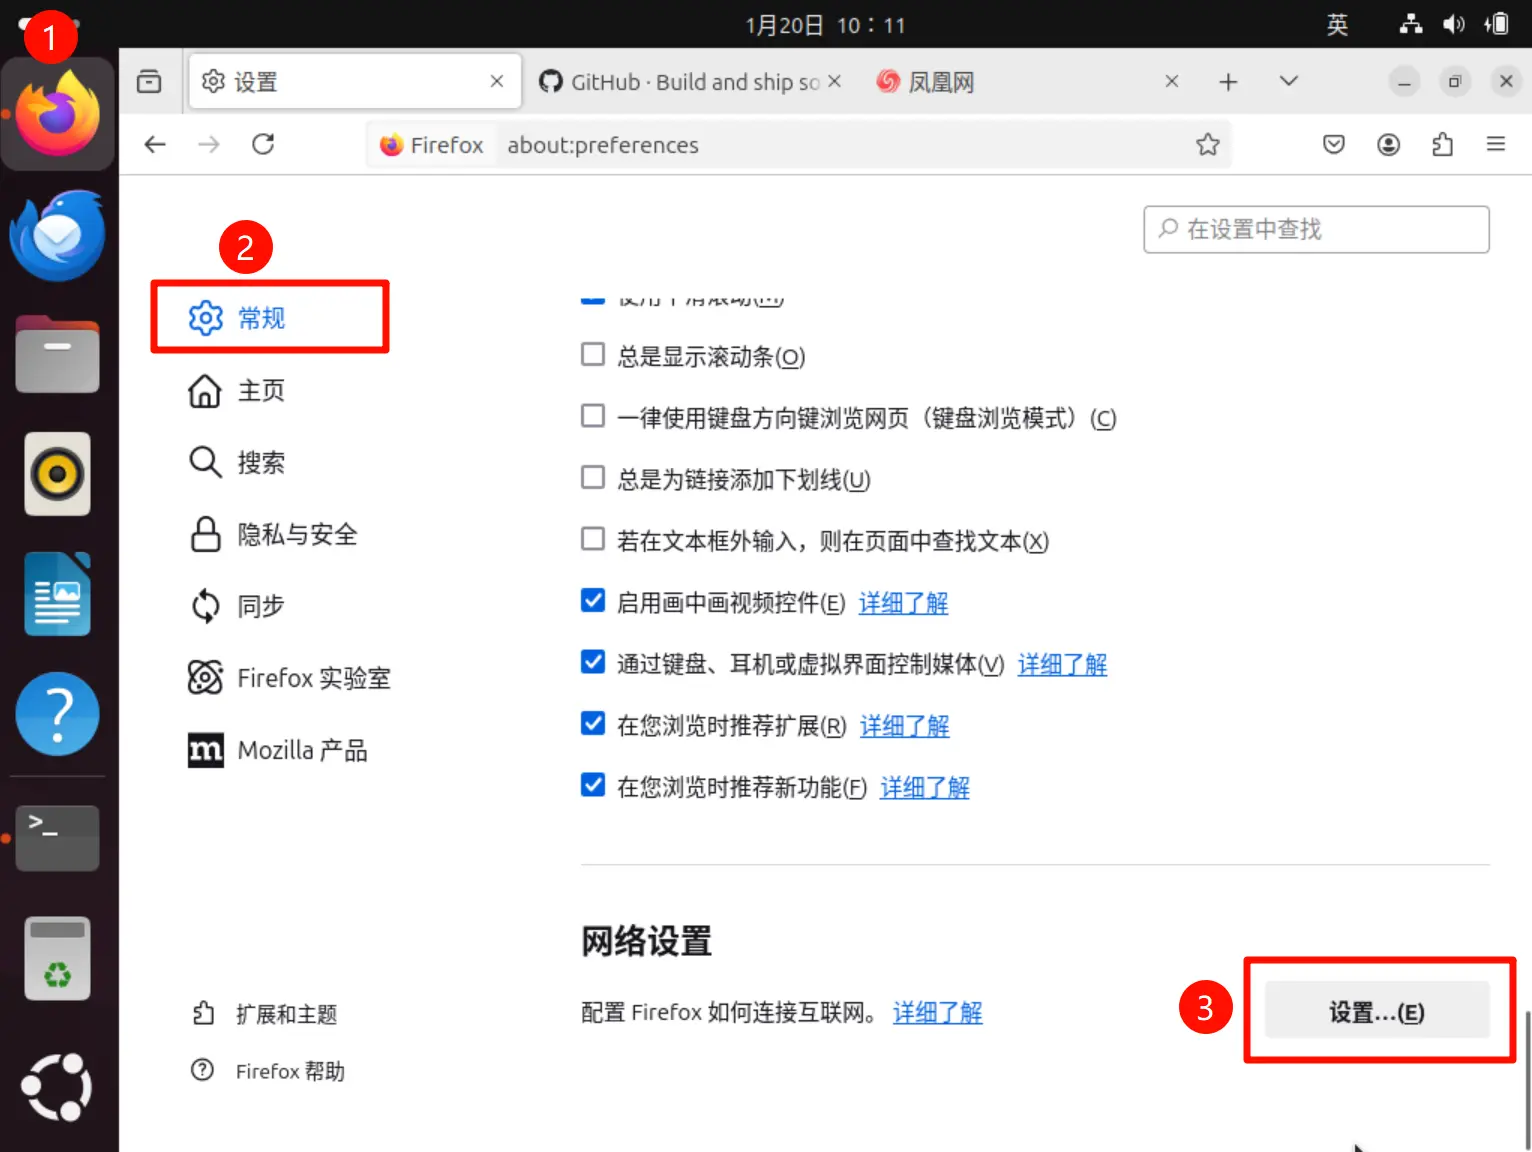 1月20日 10：11
英
1
设置
GitHub · Build and ship so
凤凰网
Firefox
about:preferences
在设置中查找
2
常规
主页
搜索
隐私与安全
同步
Firefox 实验室
m Mozilla 产品
扩展和主题
Firefox 帮助
使用平滑滚动(M)
总是显示滚动条(O)
一律使用键盘方向键浏览网页（键盘浏览模式）(C)
总是为链接添加下划线(U)
若在文本框外输入，则在页面中查找文本(X)
启用画中画视频控件(E) 详细了解
通过键盘、耳机或虚拟界面控制媒体(V) 详细了解
在您浏览时推荐扩展(R) 详细了解
在您浏览时推荐新功能(F) 详细了解
网络设置
配置 Firefox 如何连接互联网。 详细了解
3
设置...(E)